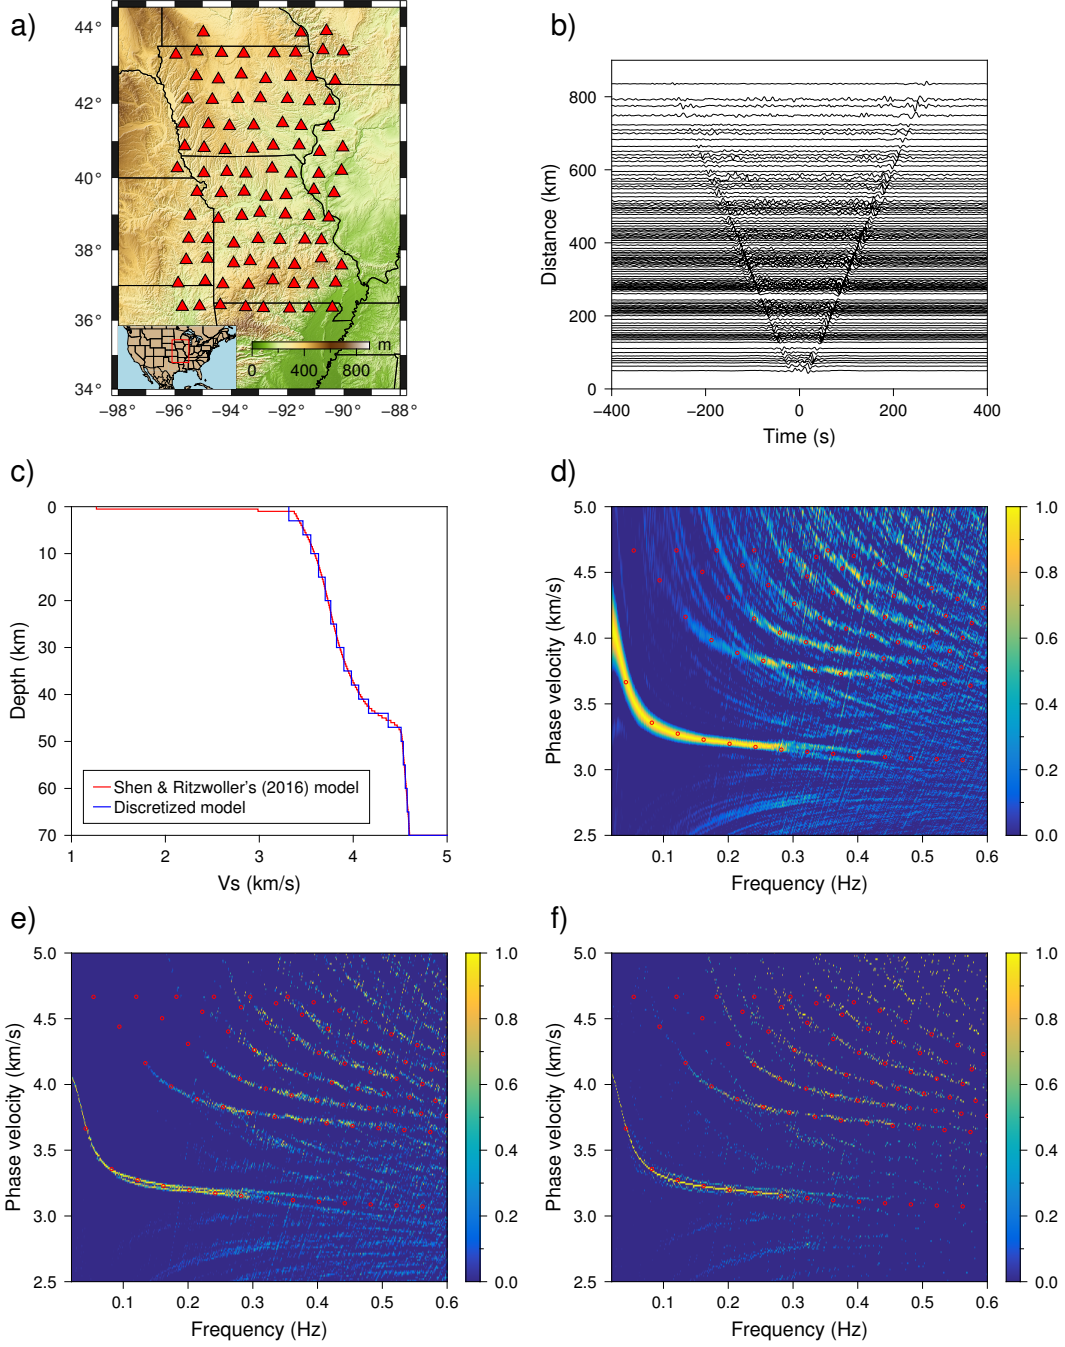 a)
44°
42°
40°
38°
36°
34°
−98° −96° −94° −92° −90° −88°
m
0 400 800
b)
Distance (km)
800
600
400
200
0
−400 −200 0 200 400
Time (s)
c)
Depth (km)
0
10
20
30
40
50
60
70
Shen & Ritzwoller's (2016) model
Discretized model
1 2 3 4 5
Vs (km/s)
d)
Phase velocity (km/s)
5.0
4.5
4.0
3.5
3.0
2.5
0.1 0.2 0.3 0.4 0.5 0.6
Frequency (Hz)
1.0
0.8
0.6
0.4
0.2
0.0
e)
Phase velocity (km/s)
5.0
4.5
4.0
3.5
3.0
2.5
0.1 0.2 0.3 0.4 0.5 0.6
Frequency (Hz)
1.0
0.8
0.6
0.4
0.2
0.0
f)
Phase velocity (km/s)
5.0
4.5
4.0
3.5
3.0
2.5
0.1 0.2 0.3 0.4 0.5 0.6
Frequency (Hz)
1.0
0.8
0.6
0.4
0.2
0.0